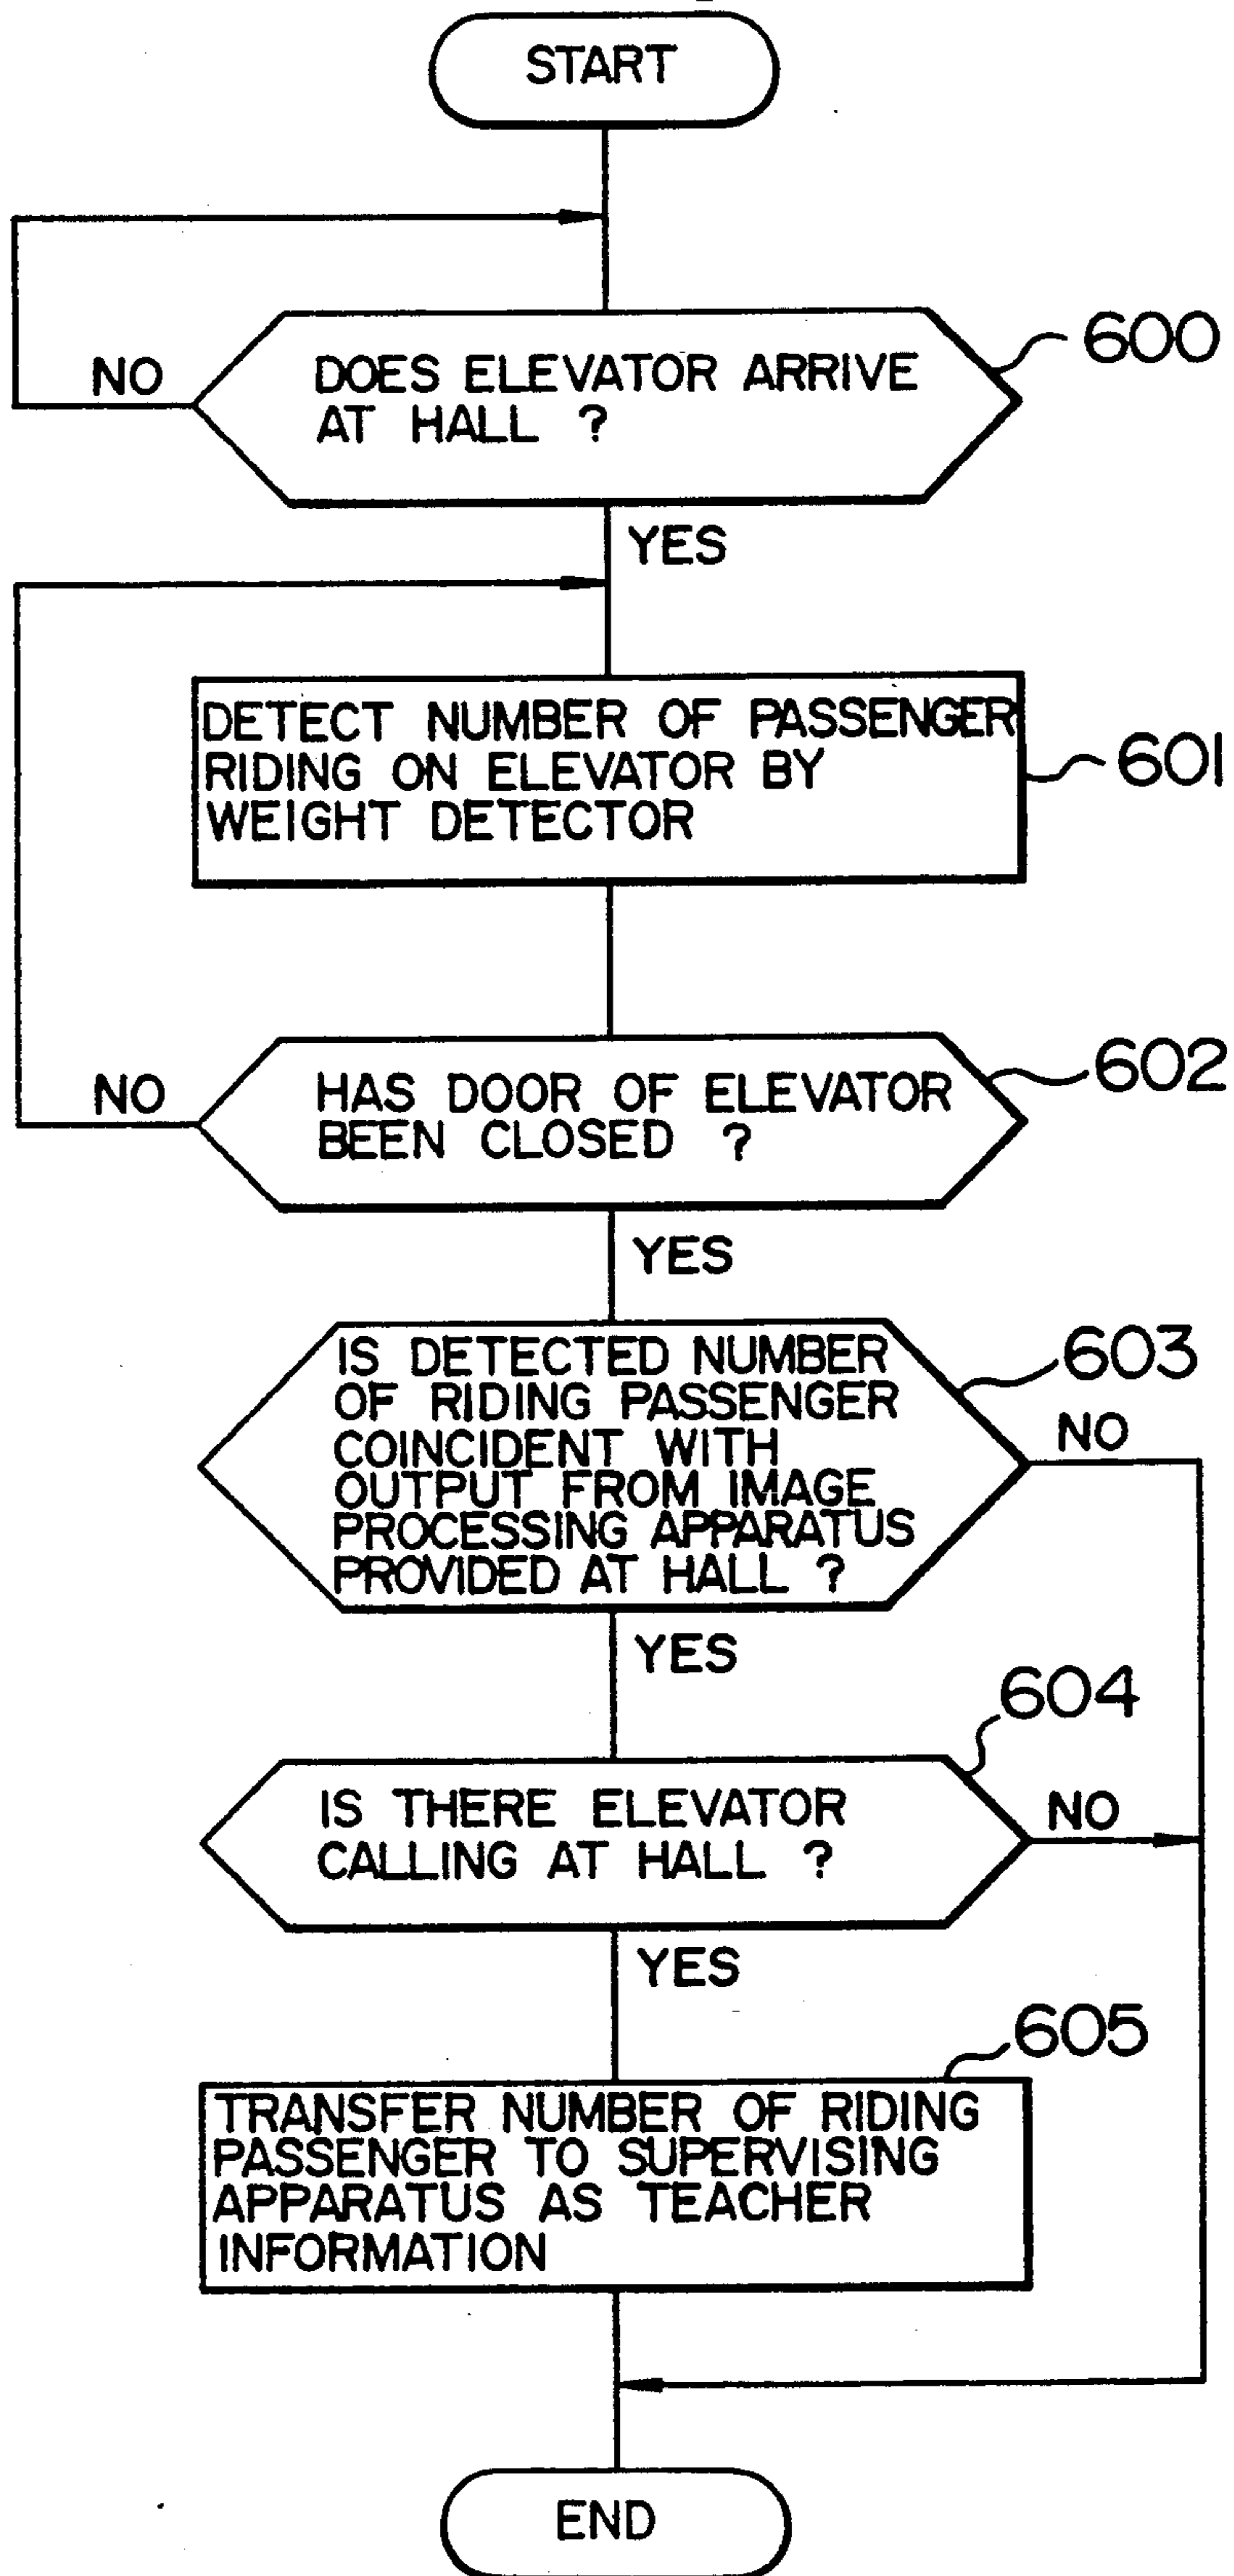 START
NO
DOES ELEVATOR ARRIVE
AT HALL ?
600
YES
DETECT NUMBER OF PASSENGER
RIDING ON ELEVATOR BY
WEIGHT DETECTOR
601
NO
HAS DOOR OF ELEVATOR
BEEN CLOSED ?
602
YES
IS DETECTED NUMBER
OF RIDING PASSENGER
COINCIDENT WITH
OUTPUT FROM IMAGE
PROCESSING APPARATUS
PROVIDED AT HALL ?
603
NO
YES
604
IS THERE ELEVATOR
CALLING AT HALL ?
NO
YES
605
TRANSFER NUMBER OF RIDING
PASSENGER TO SUPERVISING
APPARATUS AS TEACHER
INFORMATION
END